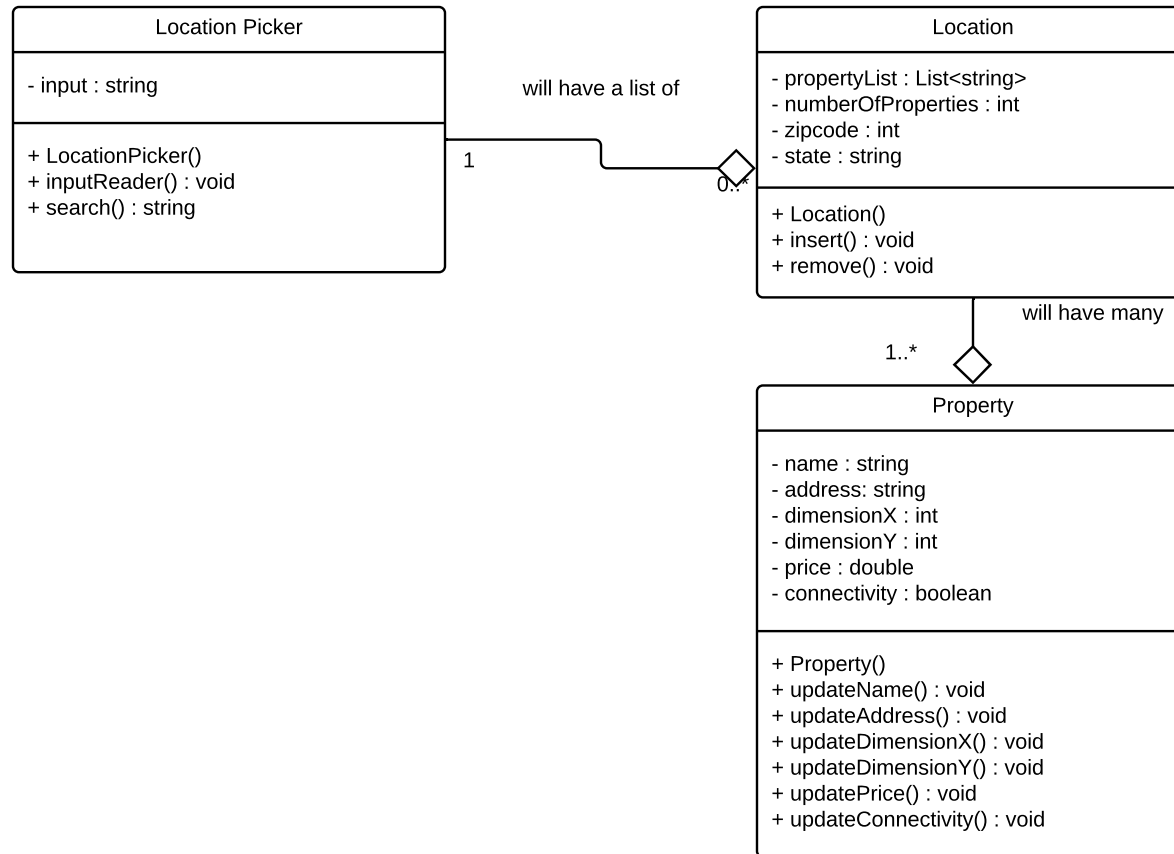 Location Picker
- input : string
+ LocationPicker()
+ inputReader() : void
+ search() : string
will have a list of
1
0..*
Location
- propertyList : List<string>
- numberOfProperties : int
- zipcode : int
- state : string
+ Location()
+ insert() : void
+ remove() : void
will have many
1..*
Property
- name : string
- address: string
- dimensionX : int
- dimensionY : int
- price : double
- connectivity : boolean
+ Property()
+ updateName() : void
+ updateAddress() : void
+ updateDimensionX() : void
+ updateDimensionY() : void
+ updatePrice() : void
+ updateConnectivity() : void